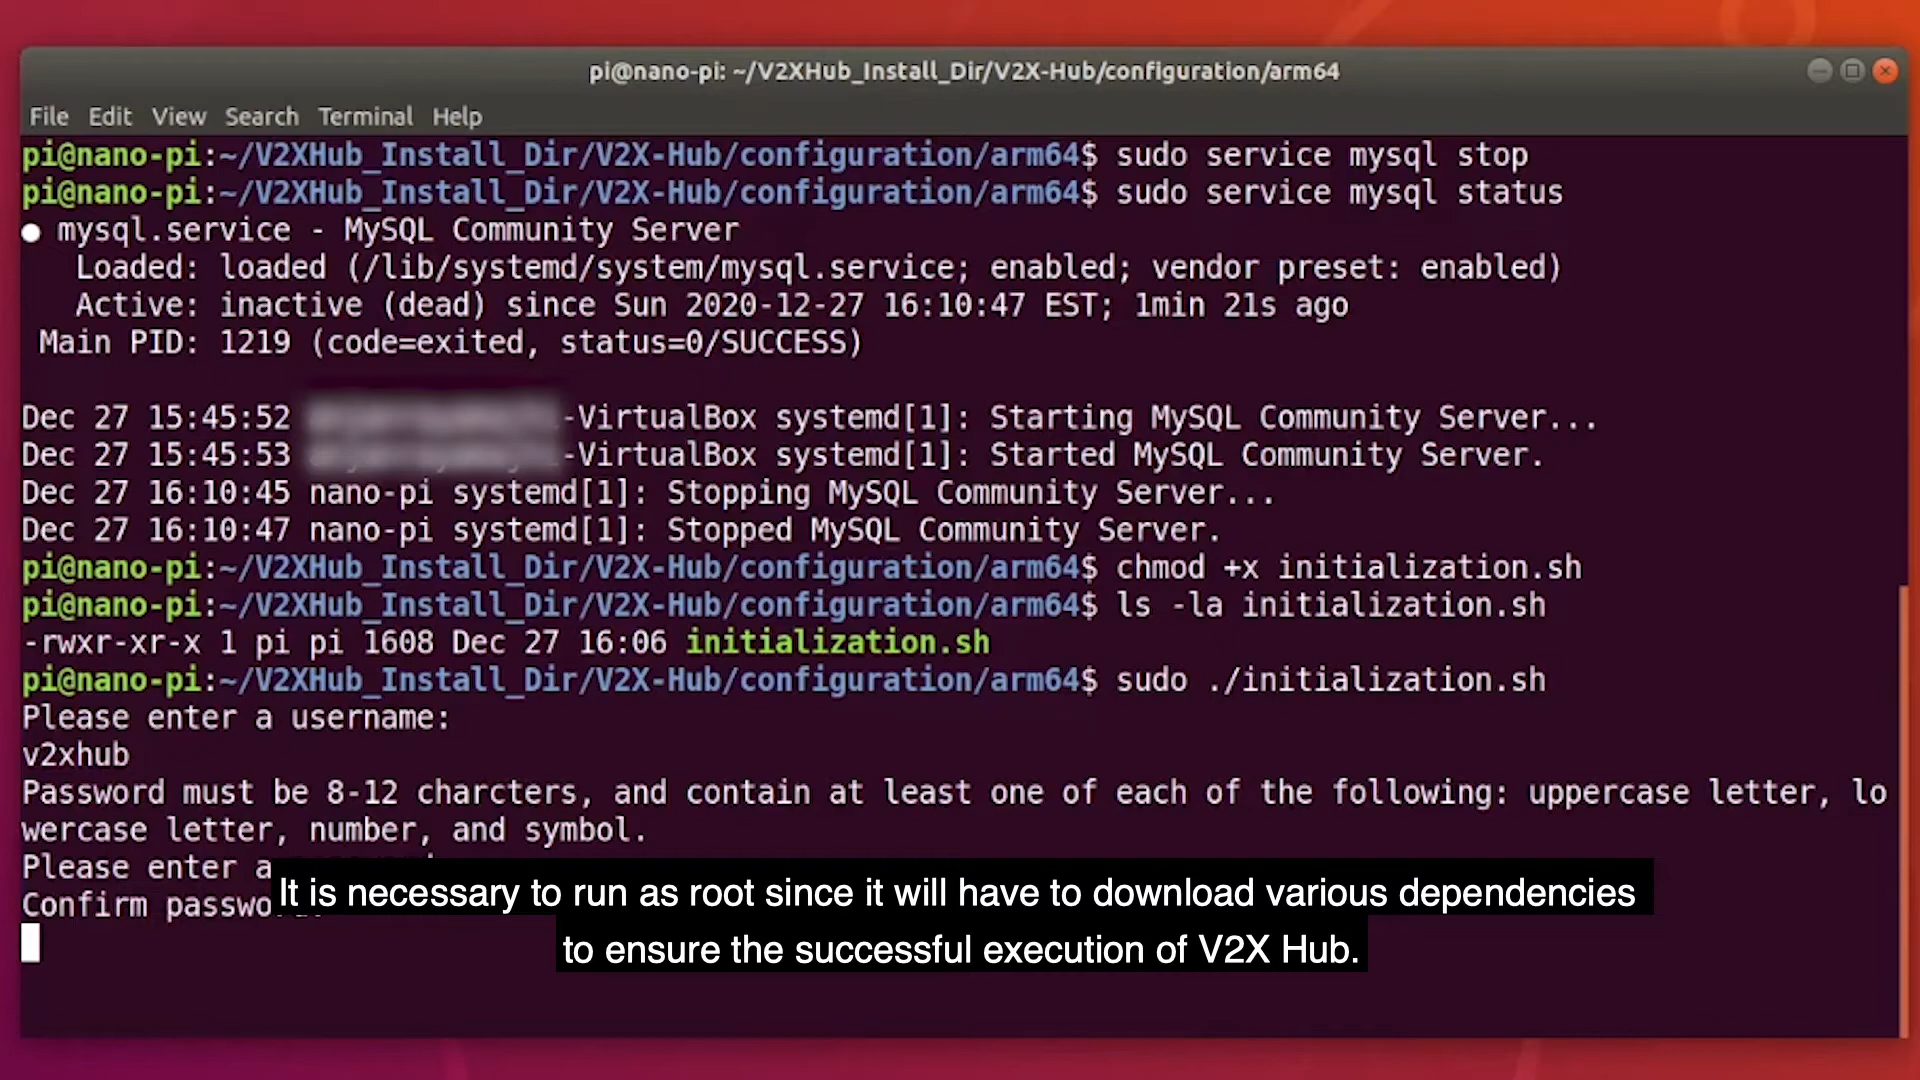 pi@nano-pi: ~/V2XHub_Install_Dir/V2X-Hub/configuration/arm64
File Edit View Search Terminal Help
pi@nano-pi:~/V2XHub_Install_Dir/V2X-Hub/configuration/arm64$ sudo service mysql stop
pi@nano-pi:~/V2XHub_Install_Dir/V2X-Hub/configuration/arm64$ sudo service mysql status
● mysql.service - MySQL Community Server
Loaded: loaded (/lib/systemd/system/mysql.service; enabled; vendor preset: enabled)
Active: inactive (dead) since Sun 2020-12-27 16:10:47 EST; 1min 21s ago
Main PID: 1219 (code=exited, status=0/SUCCESS)
Dec 27 15:45:52 -VirtualBox systemd[1]: Starting MySQL Community Server...
Dec 27 15:45:53 -VirtualBox systemd[1]: Started MySQL Community Server.
Dec 27 16:10:45 nano-pi systemd[1]: Stopping MySQL Community Server...
Dec 27 16:10:47 nano-pi systemd[1]: Stopped MySQL Community Server.
pi@nano-pi:~/V2XHub_Install_Dir/V2X-Hub/configuration/arm64$ chmod +x initialization.sh
pi@nano-pi:~/V2XHub_Install_Dir/V2X-Hub/configuration/arm64$ ls -la initialization.sh
-rwxr-xr-x 1 pi pi 1608 Dec 27 16:06 initialization.sh
pi@nano-pi:~/V2XHub_Install_Dir/V2X-Hub/configuration/arm64$ sudo ./initialization.sh
Please enter a username:
v2xhub
Password must be 8-12 charcters, and contain at least one of each of the following: uppercase letter, lo
wercase letter, number, and symbol.
Please enter a
Confirm
It is necessary to run as root since it will have to download various dependencies
to ensure the successful execution of V2X Hub.